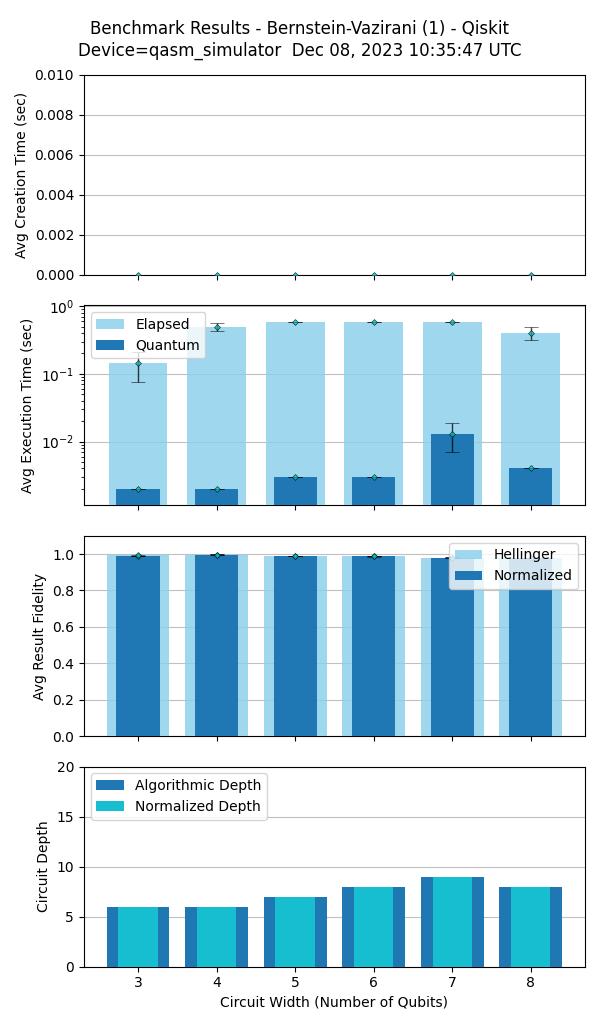 Benchmark Results - Bernstein-Vazirani (1) - Qiskit
Device=qasm_simulator  Dec 08, 2023 10:35:47 UTC
0.010
0.008
0.006
0.004
0.002
0.000
Avg Creation Time (sec)
10⁰
10⁻¹
10⁻²
Avg Execution Time (sec)
Elapsed
Quantum
1.0
0.8
0.6
0.4
0.2
0.0
Avg Result Fidelity
Hellinger
Normalized
20
15
10
5
0
Circuit Depth
Algorithmic Depth
Normalized Depth
3 4 5 6 7 8
Circuit Width (Number of Qubits)